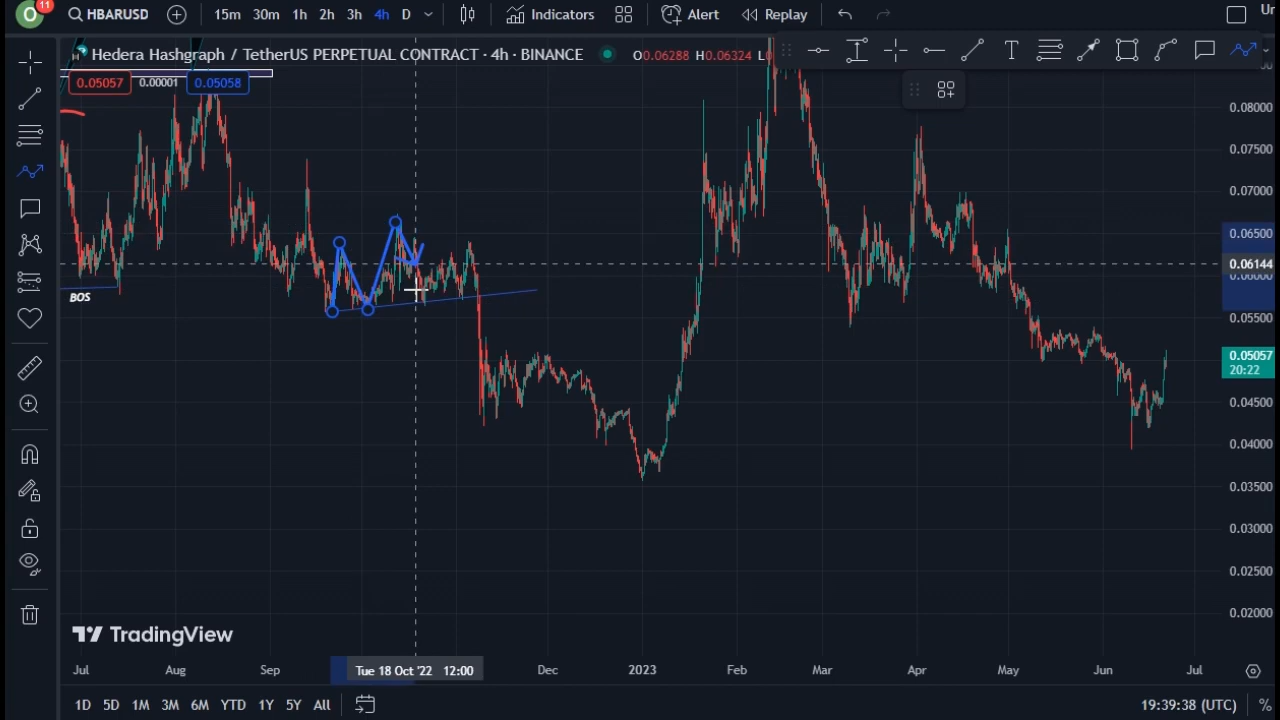 11
O
HBARUSD
15m 30m 1h 2h 3h 4h D
Indicators
Alert
Replay
Hedera Hashgraph / TetherUS PERPETUAL CONTRACT · 4h · BINANCE
O0.06288 H0.06324
0.05057 0.00001 0.05058
BOS
0.08000
0.07500
0.07000
0.06500
0.06144
0.06000
0.05500
0.05057
20:22
0.04500
0.04000
0.03500
0.03000
0.02500
0.02000
TradingView
Jul Aug Sep Tue 18 Oct '22 12:00 Dec 2023 Feb Mar Apr May Jun Jul
1D 5D 1M 3M 6M YTD 1Y 5Y All
19:39:38 (UTC) %